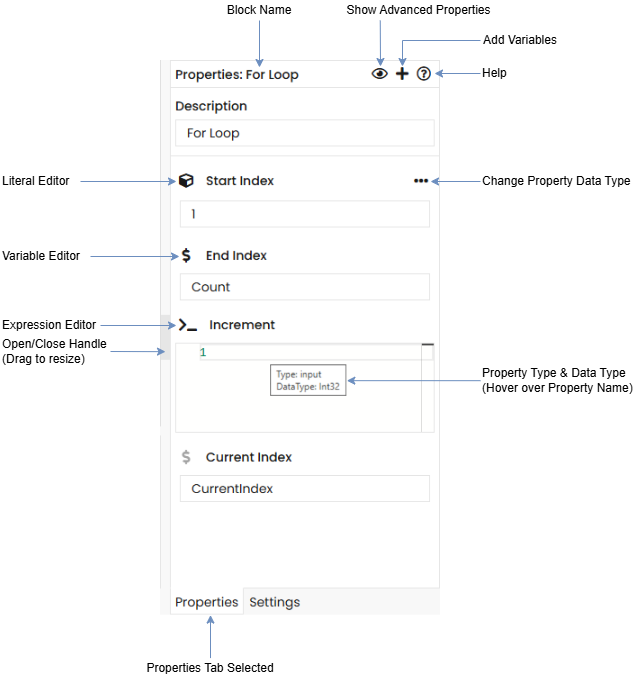 Block Name
Show Advanced Properties
Add Variables
Properties: For Loop
Help
Description
For Loop
Literal Editor
Start Index
Change Property Data Type
1
Variable Editor
End Index
Count
Expression Editor
Increment
Open/Close Handle
(Drag to resize)
1
Type: input
DataType: Int32
Property Type & Data Type
(Hover over Property Name)
Current Index
CurrentIndex
Properties
Settings
Properties Tab Selected